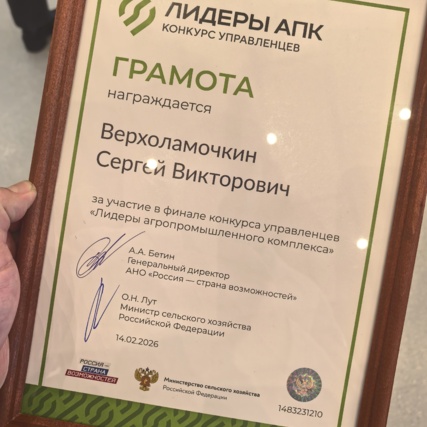 ЛИДЕРЫ АПК
КОНКУРС УПРАВЛЕНЦЕВ
ГРАМОТА
награждается
Верхоламочкин
Сергей Викторович
за участие в финале конкурса управленцев
«Лидеры агропромышленного комплекса»
А.А. Бетин
Генеральный директор
АНО «Россия — страна возможностей»
О.Н. Лут
Министр сельского хозяйства
Российской Федерации
14.02.2026
РОССИЯ
СТРАНА
ВОЗМОЖНОСТЕЙ
Министерство сельского хозяйства
Российской Федерации
1483231210